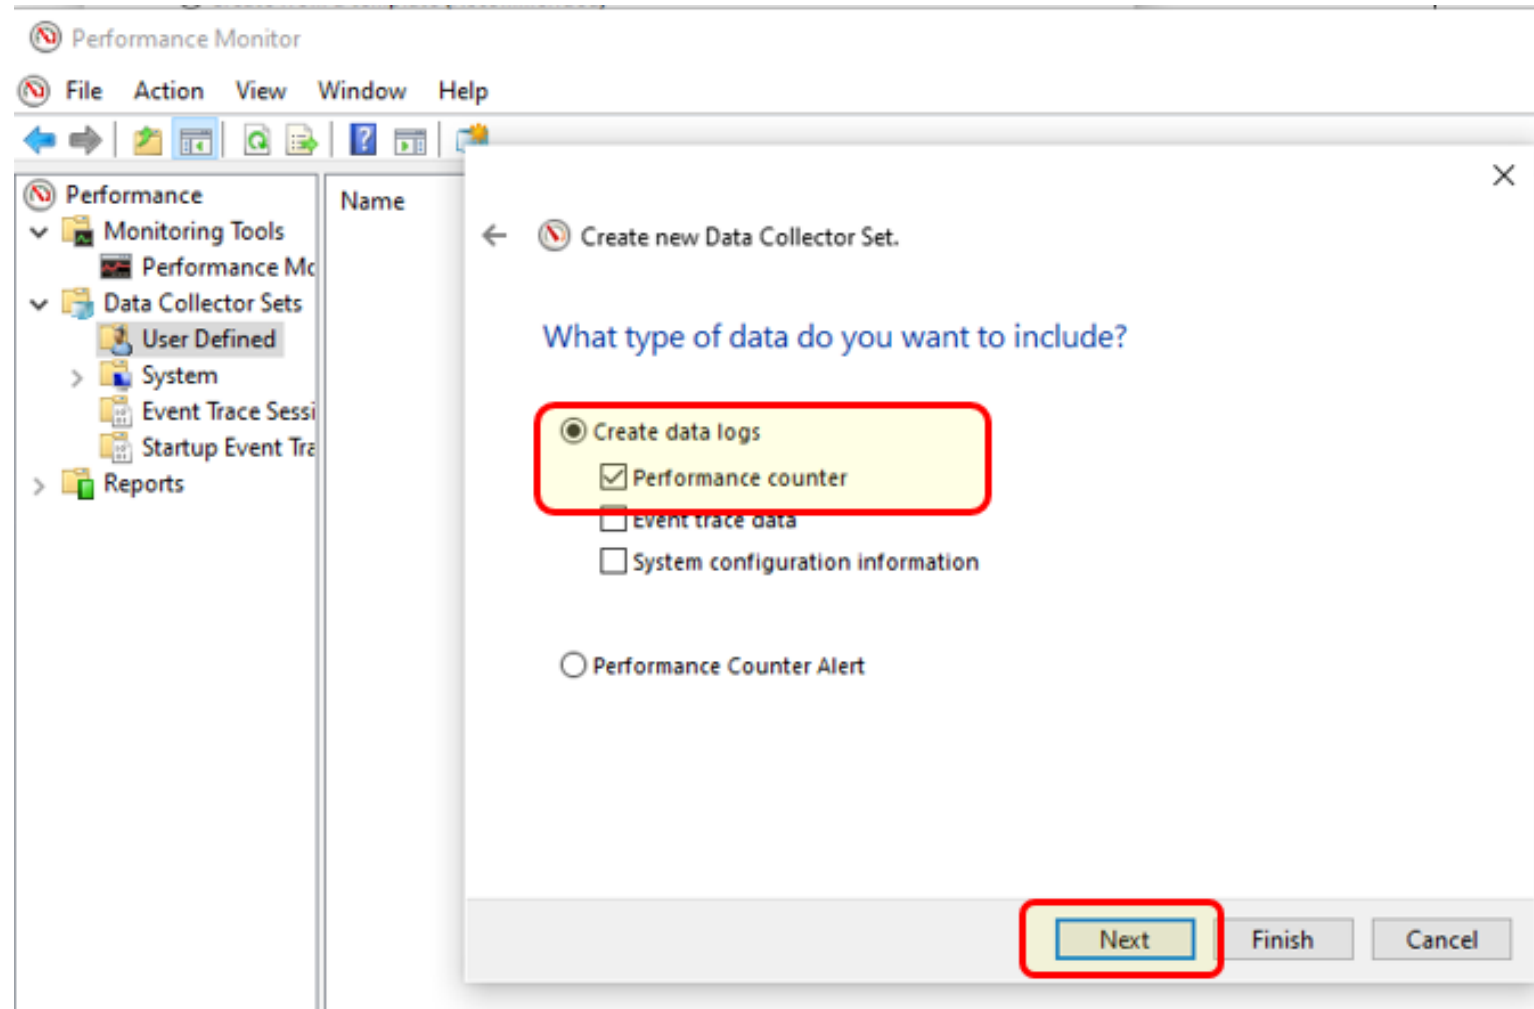 Performance Monitor
File Action View Window Help
Performance
Monitoring Tools
Performance Mo
Data Collector Sets
User Defined
System
Event Trace Sessi
Startup Event Tra
Reports
Name
Create new Data Collector Set.
What type of data do you want to include?
Create data logs
Performance counter
Event trace data
System configuration information
Performance Counter Alert
Next Finish Cancel